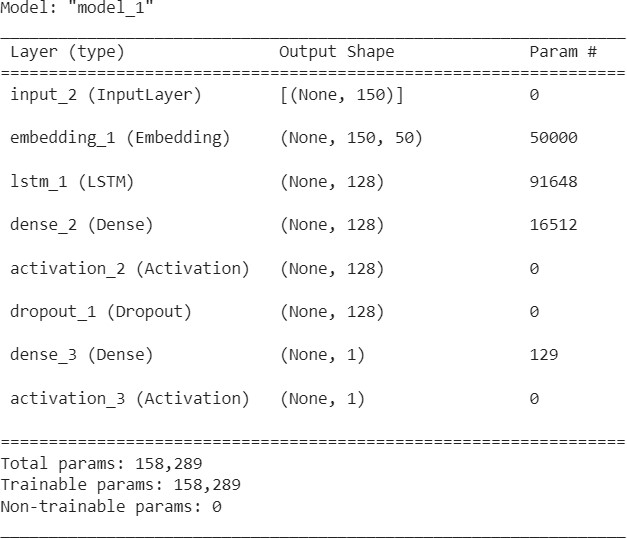 Model: "model_1"
_________________________________________________________________
Layer (type) Output Shape Param #
=================================================================
input_2 (InputLayer) [(None, 150)] 0
embedding_1 (Embedding) (None, 150, 50) 50000
lstm_1 (LSTM) (None, 128) 91648
dense_2 (Dense) (None, 128) 16512
activation_2 (Activation) (None, 128) 0
dropout_1 (Dropout) (None, 128) 0
dense_3 (Dense) (None, 1) 129
activation_3 (Activation) (None, 1) 0
=================================================================
Total params: 158,289
Trainable params: 158,289
Non-trainable params: 0
_________________________________________________________________